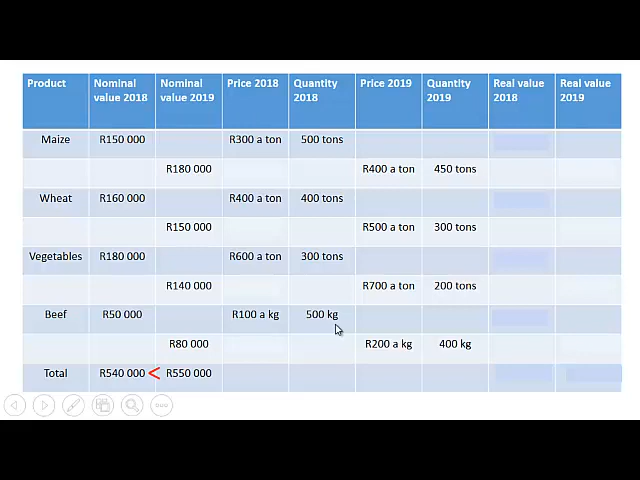 Product Nominal value 2018 Nominal value 2019 Price 2018 Quantity 2018 Price 2019 Quantity 2019 Real value 2018 Real value 2019
Maize R150 000 R300 a ton 500 tons
R180 000 R400 a ton 450 tons
Wheat R160 000 R400 a ton 400 tons
R150 000 R500 a ton 300 tons
Vegetables R180 000 R600 a ton 300 tons
R140 000 R700 a ton 200 tons
Beef R50 000 R100 a kg 500 kg
R80 000 R200 a kg 400 kg
Total R540 000 < R550 000